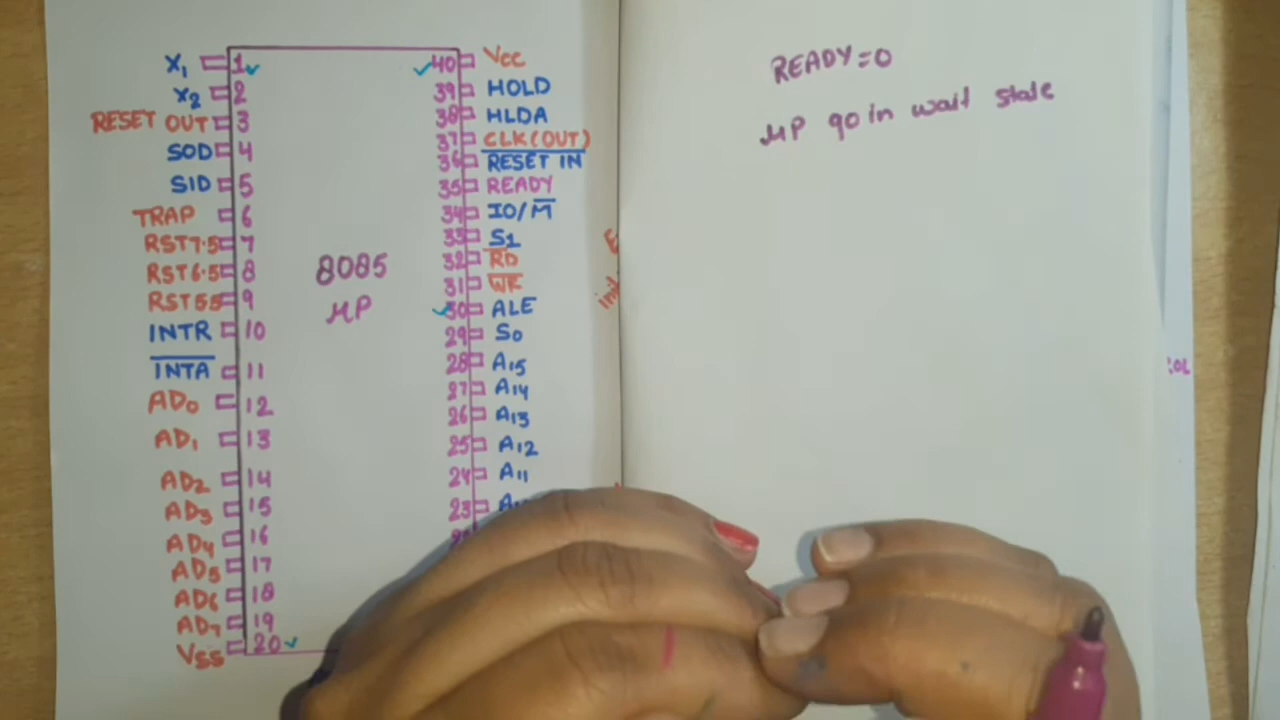 X₁ 1
X₂ 2
RESET OUT 3
SOD 4
SID 5
TRAP 6
RST7.5 7
RST6.5 8
RST5.5 9
INTR 10
INTA 11
AD₀ 12
AD₁ 13
AD₂ 14
AD₃ 15
AD₄ 16
AD₅ 17
AD₆ 18
AD₇ 19
Vss 20
8085
μP
40 Vcc
39 HOLD
38 HLDA
37 CLK(OUT)
36 RESET IN
35 READY
34 IO/M
33 S₁
32 RD
31 WR
30 ALE
29 S₀
28 A₁₅
27 A₁₄
26 A₁₃
25 A₁₂
24 A₁₁
23
READY=0
μP go in wait state